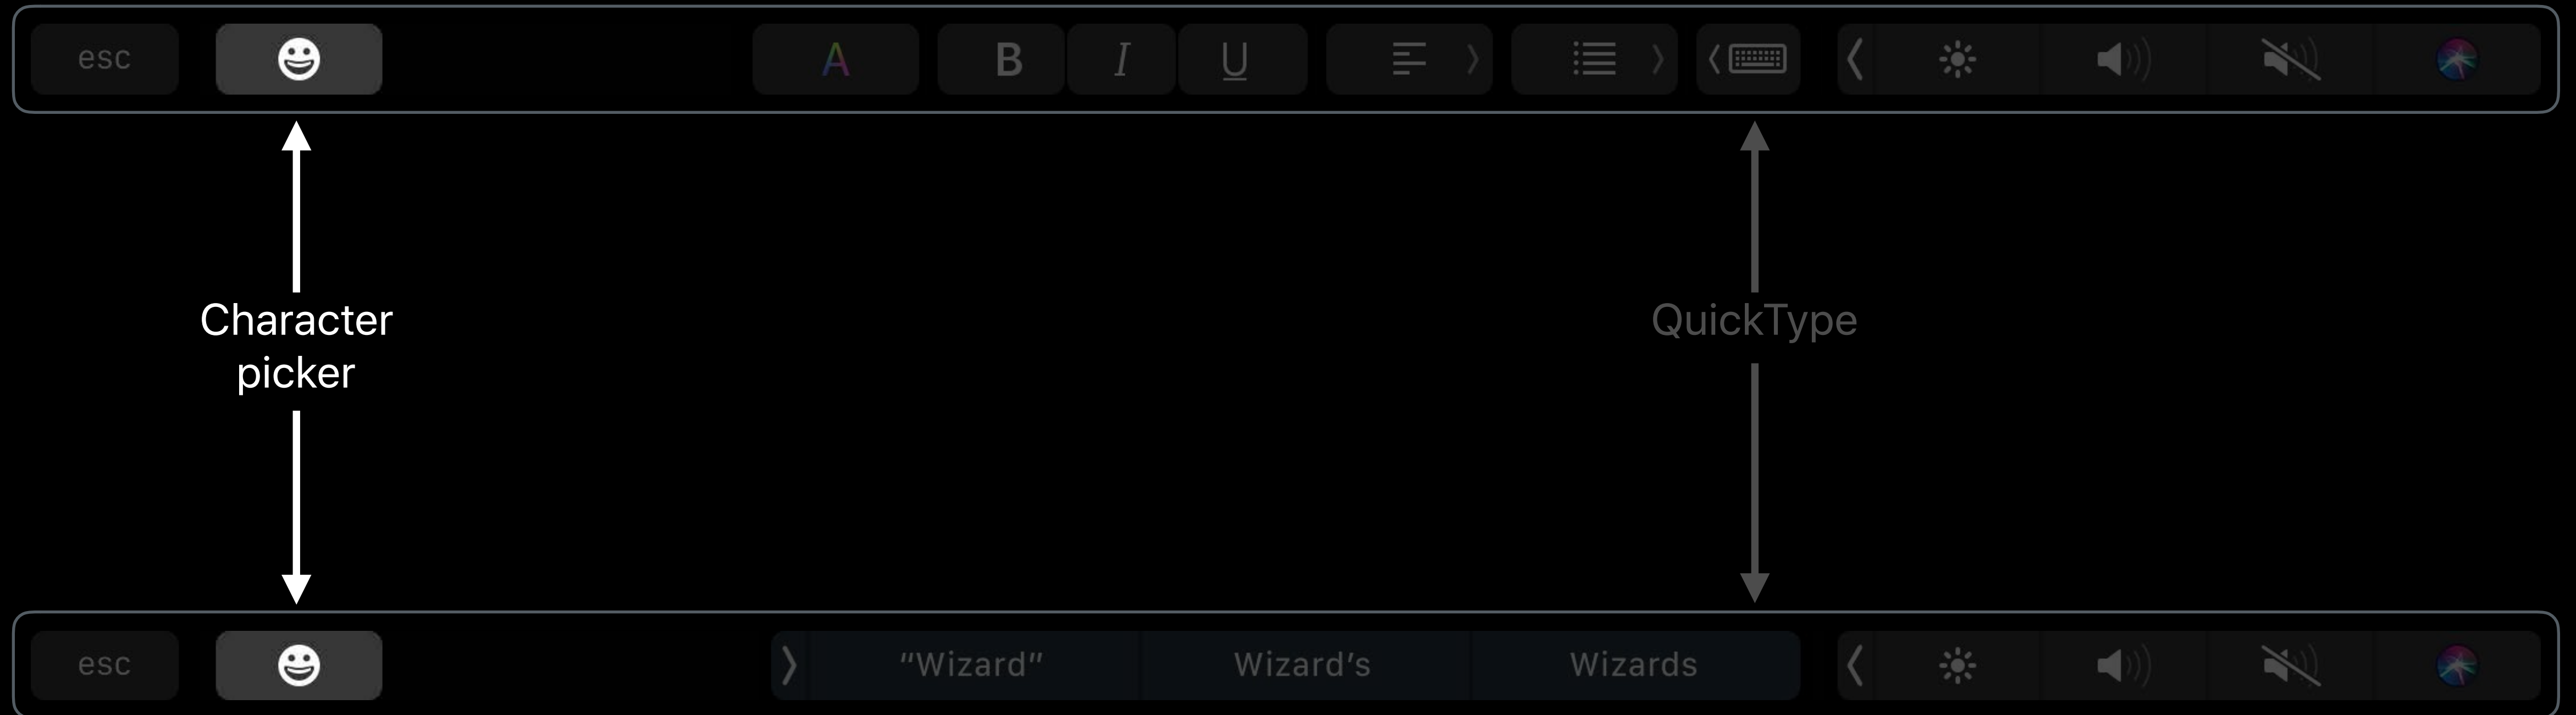 esc A B I U
Character
picker
QuickType
esc “Wizard” Wizard’s Wizards